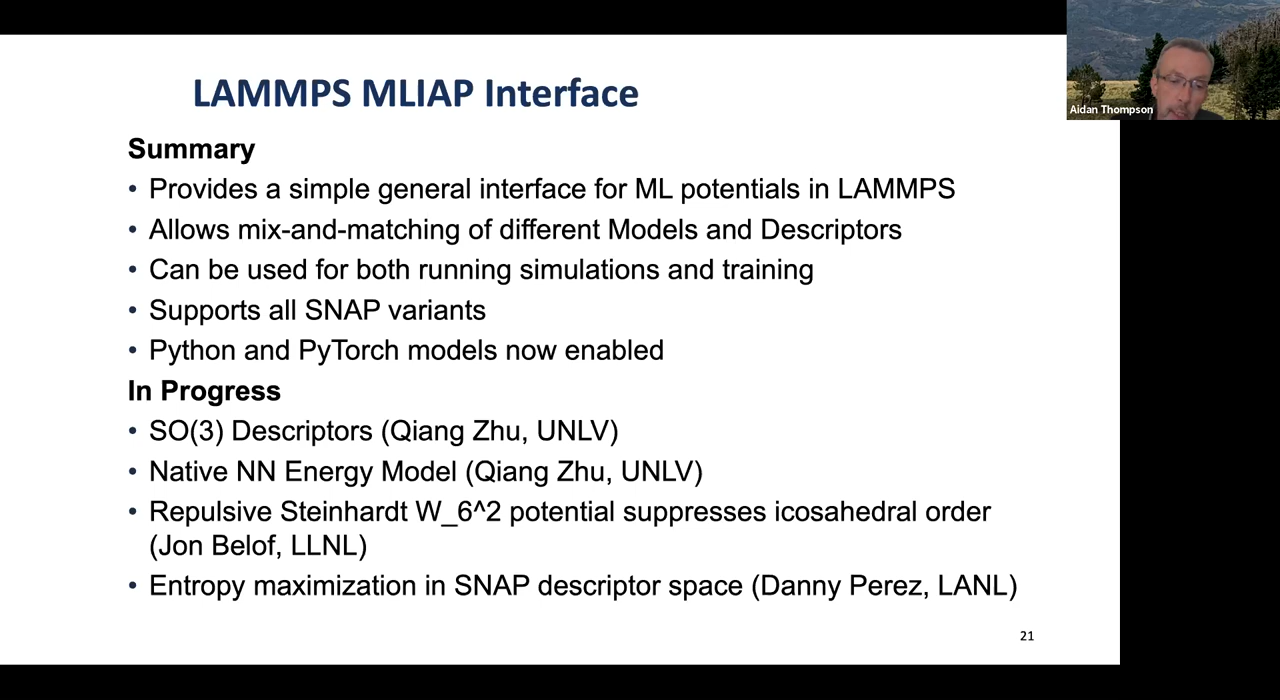 LAMMPS MLIAP Interface
Aidan Thompson
Summary
• Provides a simple general interface for ML potentials in LAMMPS
• Allows mix-and-matching of different Models and Descriptors
• Can be used for both running simulations and training
• Supports all SNAP variants
• Python and PyTorch models now enabled
In Progress
• SO(3) Descriptors (Qiang Zhu, UNLV)
• Native NN Energy Model (Qiang Zhu, UNLV)
• Repulsive Steinhardt W_6^2 potential suppresses icosahedral order
(Jon Belof, LLNL)
• Entropy maximization in SNAP descriptor space (Danny Perez, LANL)
21